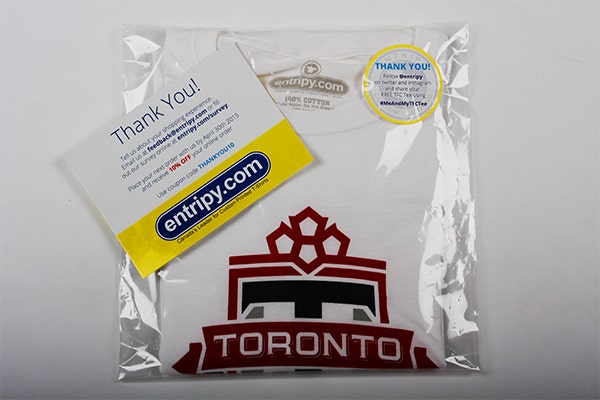 Thank You!
Tell us about your shopping experience
Email us at feedback@entripy.com or fill
out our survey online at entripy.com/survey
Place your next order with us by April 30th, 2015
and receive 10% OFF your online order.
Use coupon code THANKYOU10
entripy.com
Canada's Leader for Custom Printed T-Shirts
entripy.com
100% COTTON
THANK YOU!
Follow @entripy
on twitter and instagram
and share your
FREE TFC Tee using
#MeAndMyTFCTee
T
TORONTO